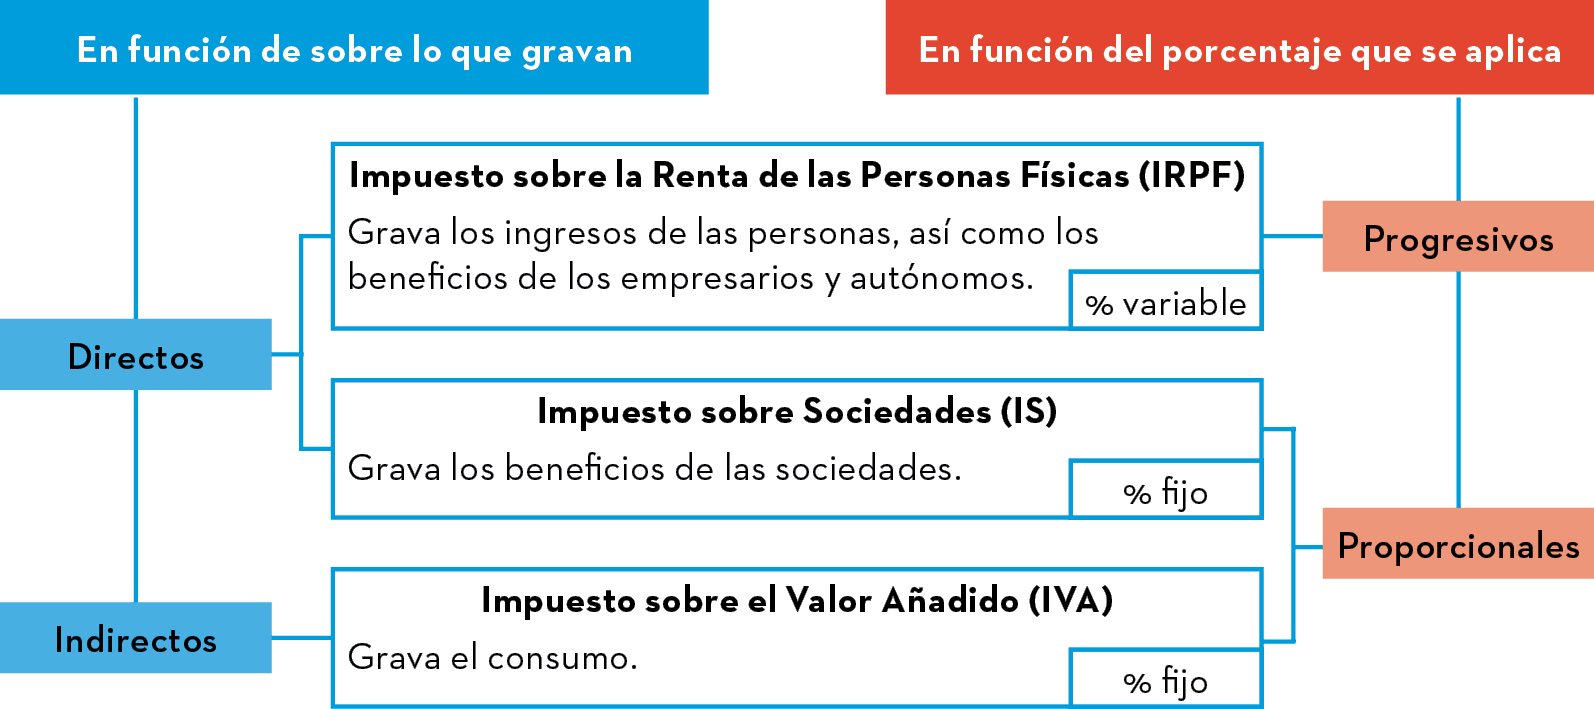 En función de sobre lo que gravan
En función del porcentaje que se aplica
Impuesto sobre la Renta de las Personas Físicas (IRPF)
Grava los ingresos de las personas, así como los
beneficios de los empresarios y autónomos.
% variable
Progresivos
Directos
Impuesto sobre Sociedades (IS)
Grava los beneficios de las sociedades.
% fijo
Proporcionales
Indirectos
Impuesto sobre el Valor Añadido (IVA)
Grava el consumo.
% fijo